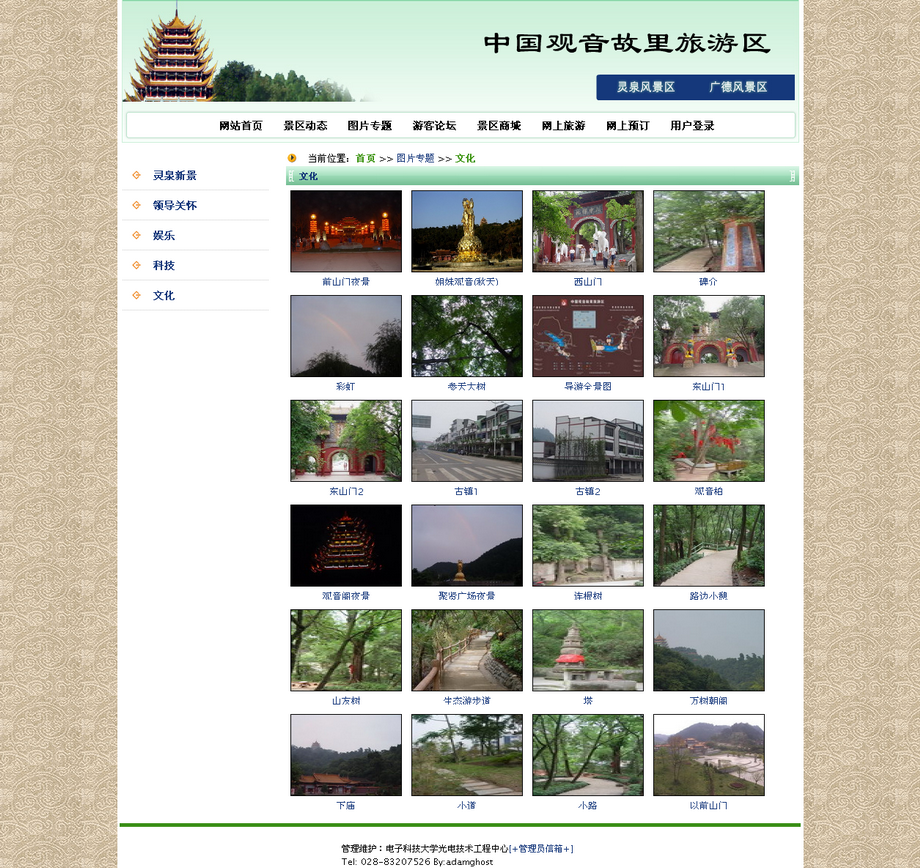 中国观音故里旅游区
灵泉风景区 广德风景区
网站首页 景区动态 图片专题 游客论坛 景区商城 网上旅游 网上预订 用户登录
当前位置：首页 >> 图片专题 >> 文化
灵泉新景
领导关怀
娱乐
科技
文化
文化
前山门夜景 姐妹观音(秋天) 西山门 碑介
彩虹 参天大树 导游全景图 东山门1
东山门2 古镇1 古镇2 观音柏
观音阁夜景 聚贤广场夜景 连根树 路边小憩
山友树 生态游步道 塔 万树朝阁
下庙 小道 小路 以前山门
管理维护：电子科技大学光电技术工程中心[+管理员信箱+]
Tel: 028-83207526 By:adamghost